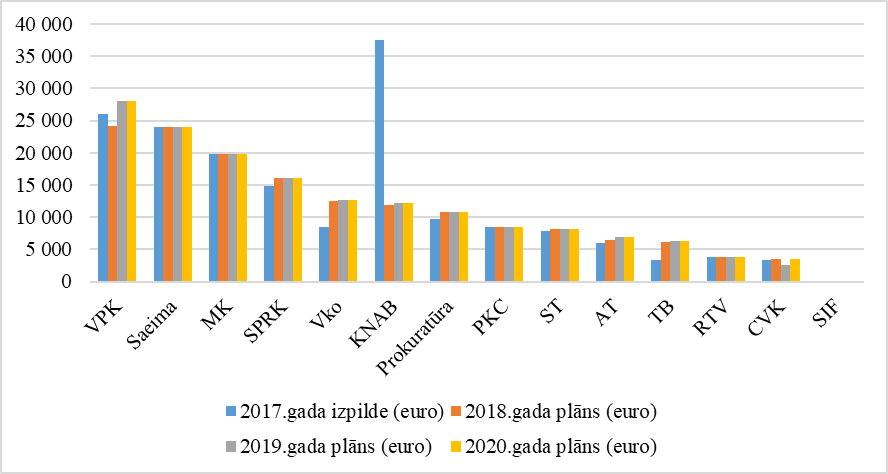 40 000
35 000
30 000
25 000
20 000
15 000
10 000
5 000
0
VPK
Saeima
MK
SPRK
Vko
KNAB
Prokuratūra
PKC
ST
AT
TB
RTV
CVK
SIF
2017.gada izpilde (euro) 2018.gada plāns (euro)
2019.gada plāns (euro) 2020.gada plāns (euro)